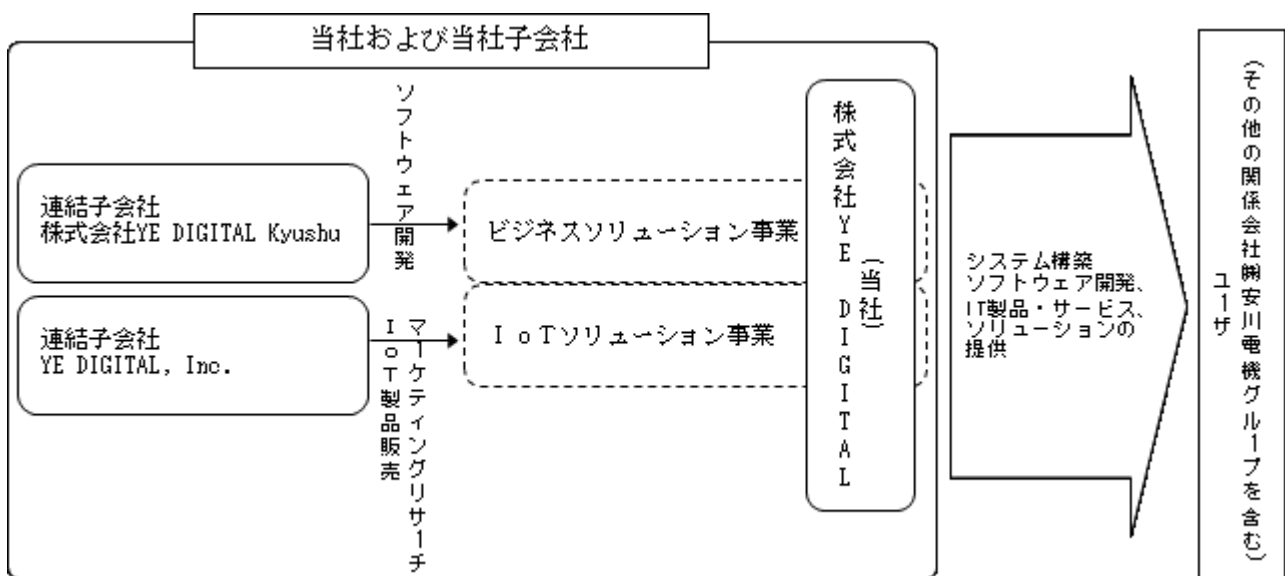 当社および当社子会社
連結子会社
株式会社YE DIGITAL Kyushu
ソフトウェア開発
ビジネスソリューション事業
連結子会社
YE DIGITAL, Inc.
マーケティングリサーチ
IoT製品販売
IoTソリューション事業
株式会社YE DIGITAL
(当社)
システム構築
ソフトウェア開発、
IT製品・サービス、
ソリューションの
提供
(その他の関係会社㈱安川電機グループを含む)
ユーザ